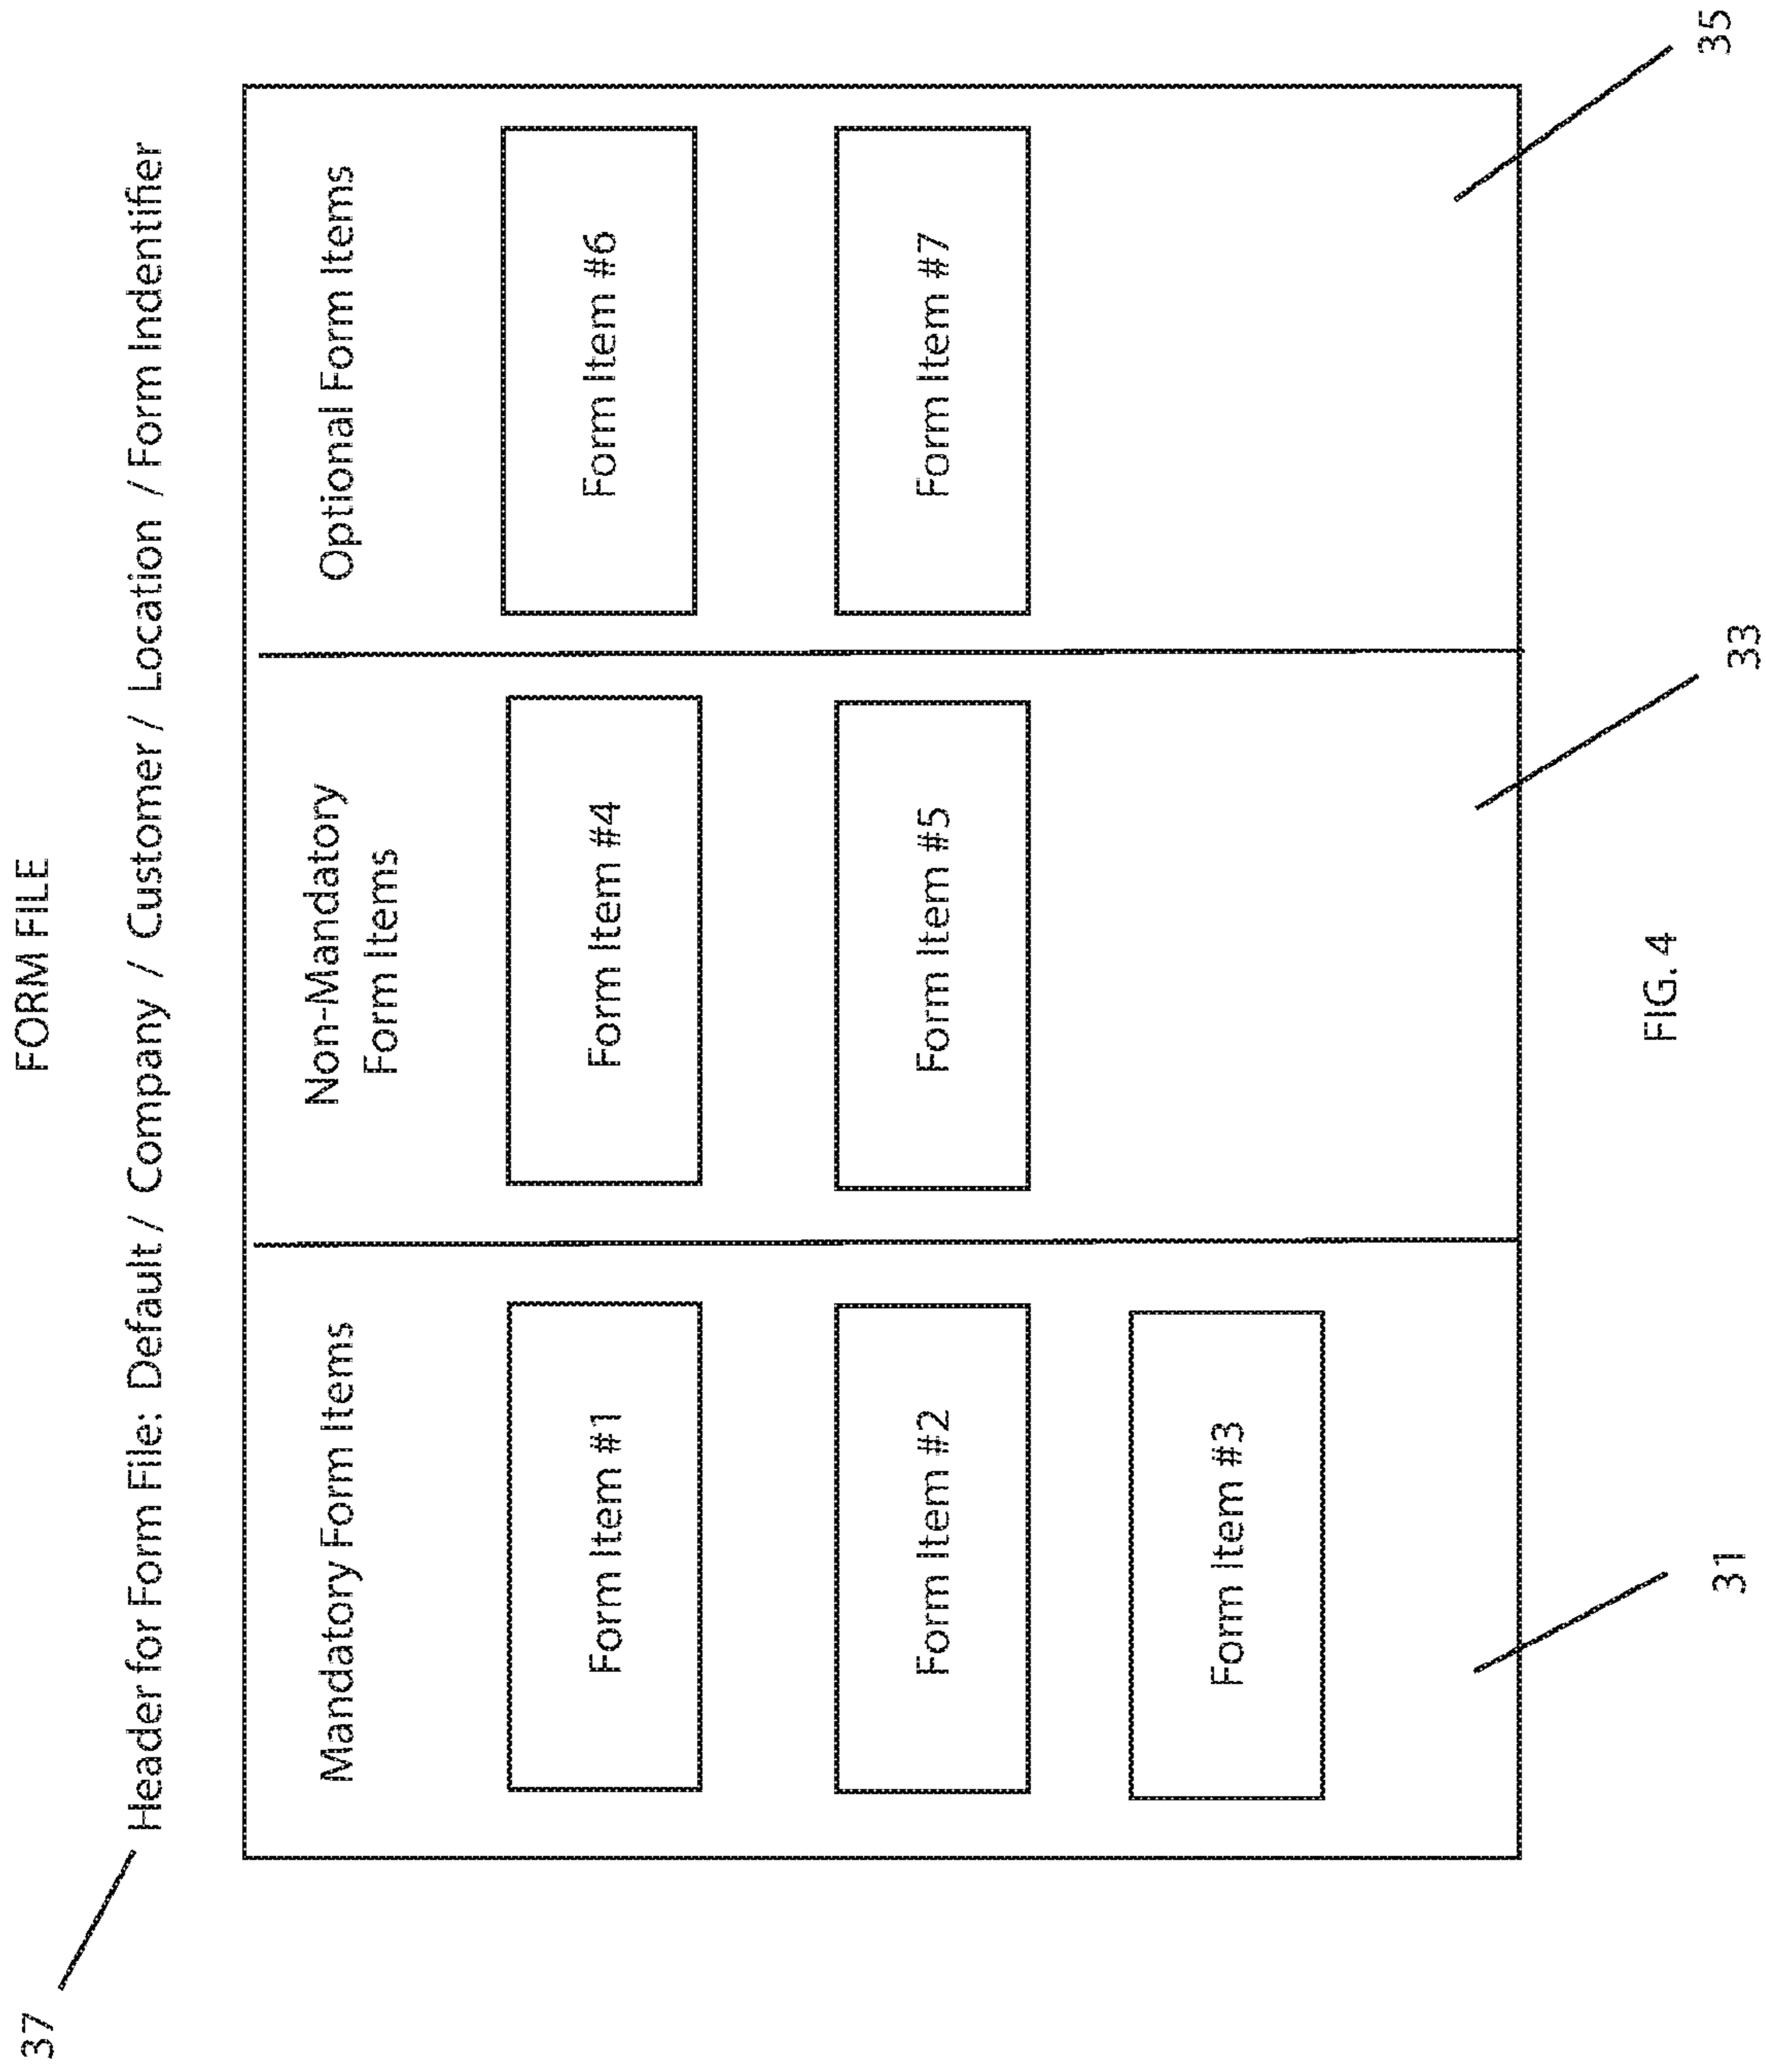 FORM FILE
37
Header for Form File: Default / Company / Customer / Location / Form Indentifier
Mandatory Form Items
Non-Mandatory
Form Items
Optional Form Items
Form Item #1
Form Item #4
Form Item #6
Form Item #2
Form Item #5
Form Item #7
Form Item #3
31
33
35
FIG. 4